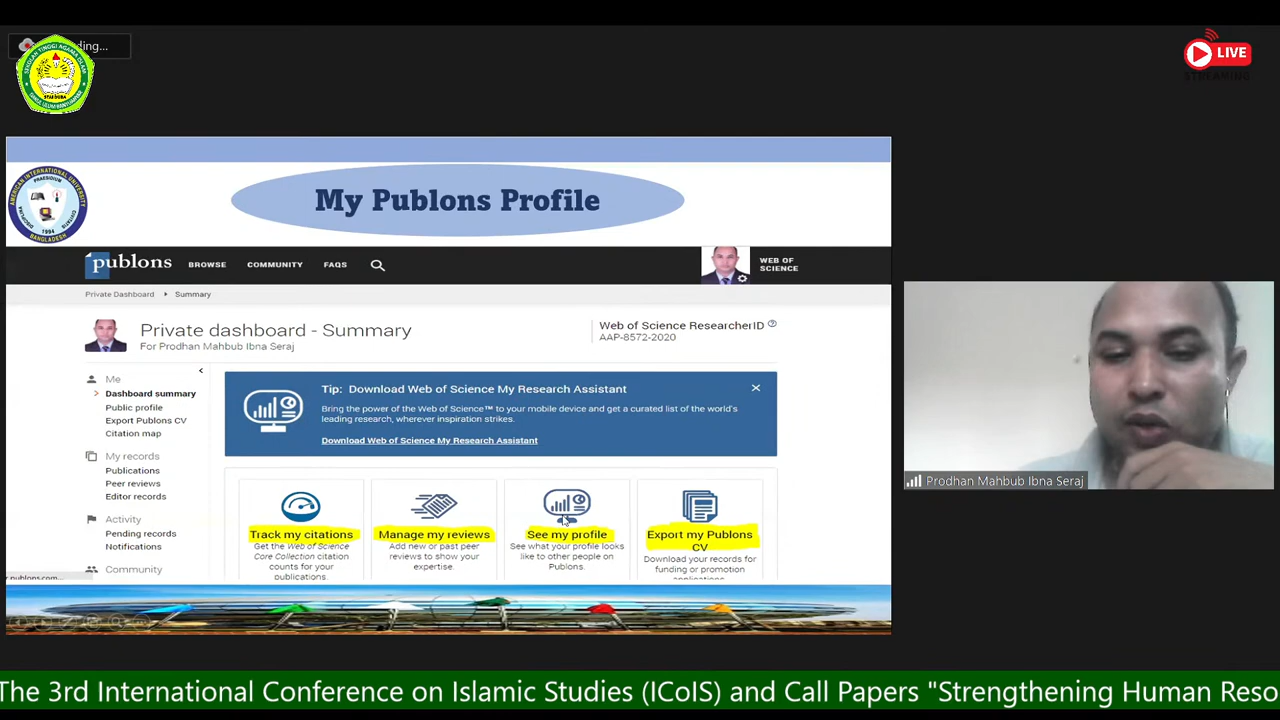 LIVE
STREAMING
My Publons Profile
AMERICAN INTERNATIONAL UNIVERSITY
PRAESIDIUM
1994
BANGLADESH
publons
BROWSE
COMMUNITY
FAQS
WEB OF
SCIENCE
Private Dashboard
Summary
Private dashboard - Summary
For Prodhan Mahbub Ibna Seraj
Web of Science ResearcherID
AAP-8572-2020
Me
Dashboard summary
Public profile
Export Publons CV
Citation map
My records
Publications
Peer reviews
Editor records
Activity
Pending records
Notifications
Community
Tip: Download Web of Science My Research Assistant
Bring the power of the Web of Science™ to your mobile device and get a curated list of the world's
leading research, wherever inspiration strikes.
Download Web of Science My Research Assistant
Track my citations
Get the Web of Science
Core Collection citation
counts for your
publications.
Manage my reviews
Add new or past peer
reviews to show your
expertise.
See my profile
See what your profile looks
like to other people on
Publons.
Export my Publons
CV
Download your records for
funding or promotion
applications.
Prodhan Mahbub Ibna Seraj
The 3rd International Conference on Islamic Studies (ICoIS) and Call Papers "Strengthening Human Reso